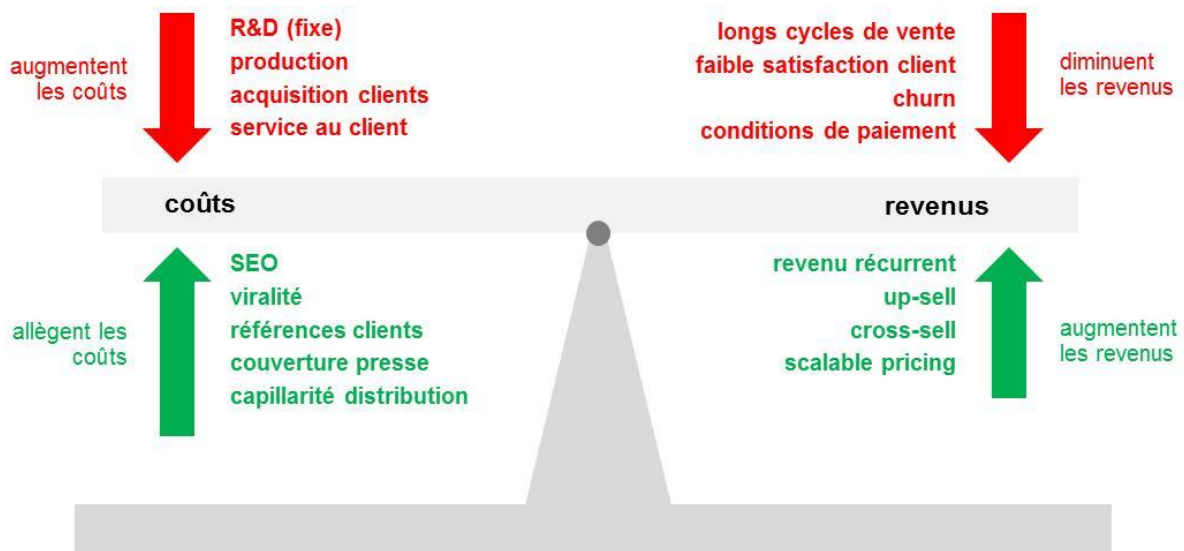 augmentent
les coûts
R&D (fixe)
production
acquisition clients
service au client
longs cycles de vente
faible satisfaction client
churn
conditions de paiement
diminuent
les revenus
coûts
revenus
allègent les
coûts
SEO
viralité
références clients
couverture presse
capillarité distribution
revenu récurrent
up-sell
cross-sell
scalable pricing
augmentent
les revenus